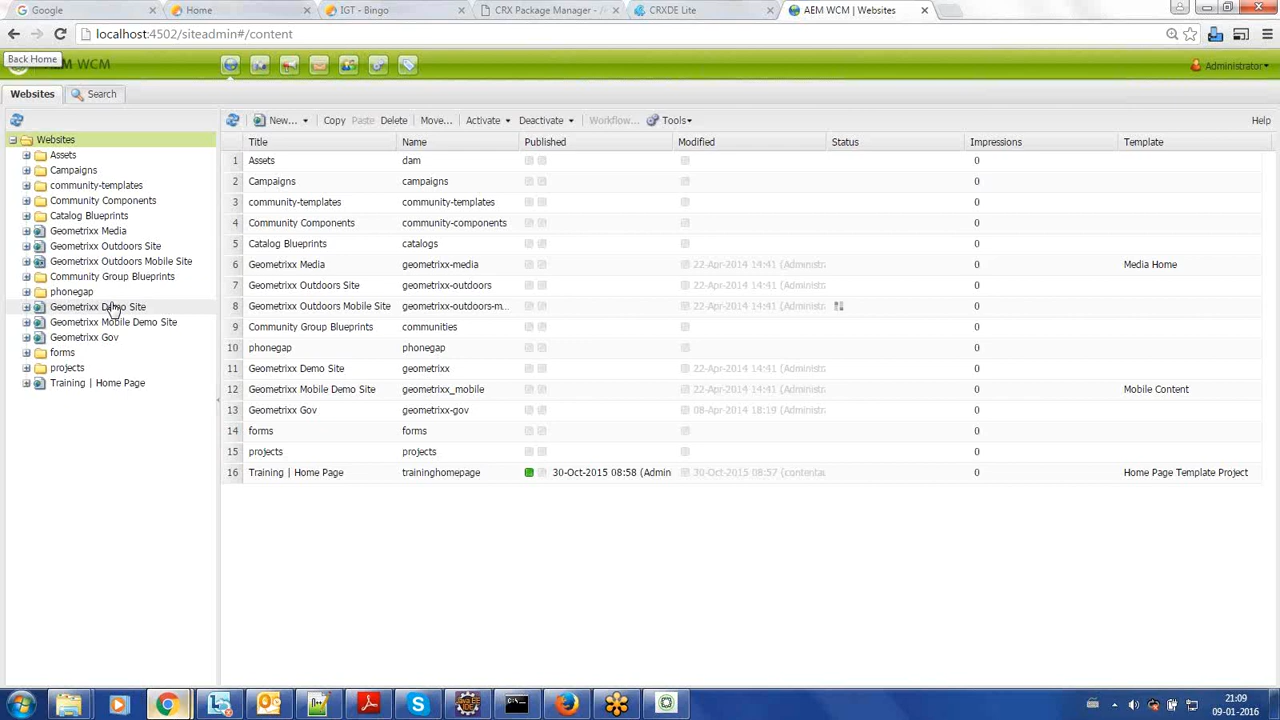 Google
Home
IGT - Bingo
CRX Package Manager - /
CRXDE Lite
AEM WCM | Websites
localhost:4502/siteadmin#/content
Back Home
WCM
Administrator
Websites
Search
New...
Copy
Paste
Delete
Move...
Activate
Deactivate
Workflow...
Tools
Help
Websites
Assets
Campaigns
community-templates
Community Components
Catalog Blueprints
Geometrixx Media
Geometrixx Outdoors Site
Geometrixx Outdoors Mobile Site
Community Group Blueprints
phonegap
Geometrixx Demo Site
Geometrixx Mobile Demo Site
Geometrixx Gov
forms
projects
Training | Home Page
Title Name Published Modified Status Impressions Template
1 Assets dam 0
2 Campaigns campaigns 0
3 community-templates community-templates 0
4 Community Components community-components 0
5 Catalog Blueprints catalogs 0
6 Geometrixx Media geometrixx-media 22-Apr-2014 14:41 (Administra 0 Media Home
7 Geometrixx Outdoors Site geometrixx-outdoors 22-Apr-2014 14:41 (Administra 0
8 Geometrixx Outdoors Mobile Site geometrixx-outdoors-m... 22-Apr-2014 14:41 (Administra 0
9 Community Group Blueprints communities 0
10 phonegap phonegap 0
11 Geometrixx Demo Site geometrixx 22-Apr-2014 14:41 (Administra 0
12 Geometrixx Mobile Demo Site geometrixx_mobile 22-Apr-2014 14:41 (Administra 0 Mobile Content
13 Geometrixx Gov geometrixx-gov 08-Apr-2014 18:19 (Administra 0
14 forms forms 0
15 projects projects 0
16 Training | Home Page traininghomepage 30-Oct-2015 08:58 (Admin 30-Oct-2015 08:57 (contenta 0 Home Page Template Project
21:09
09-01-2016